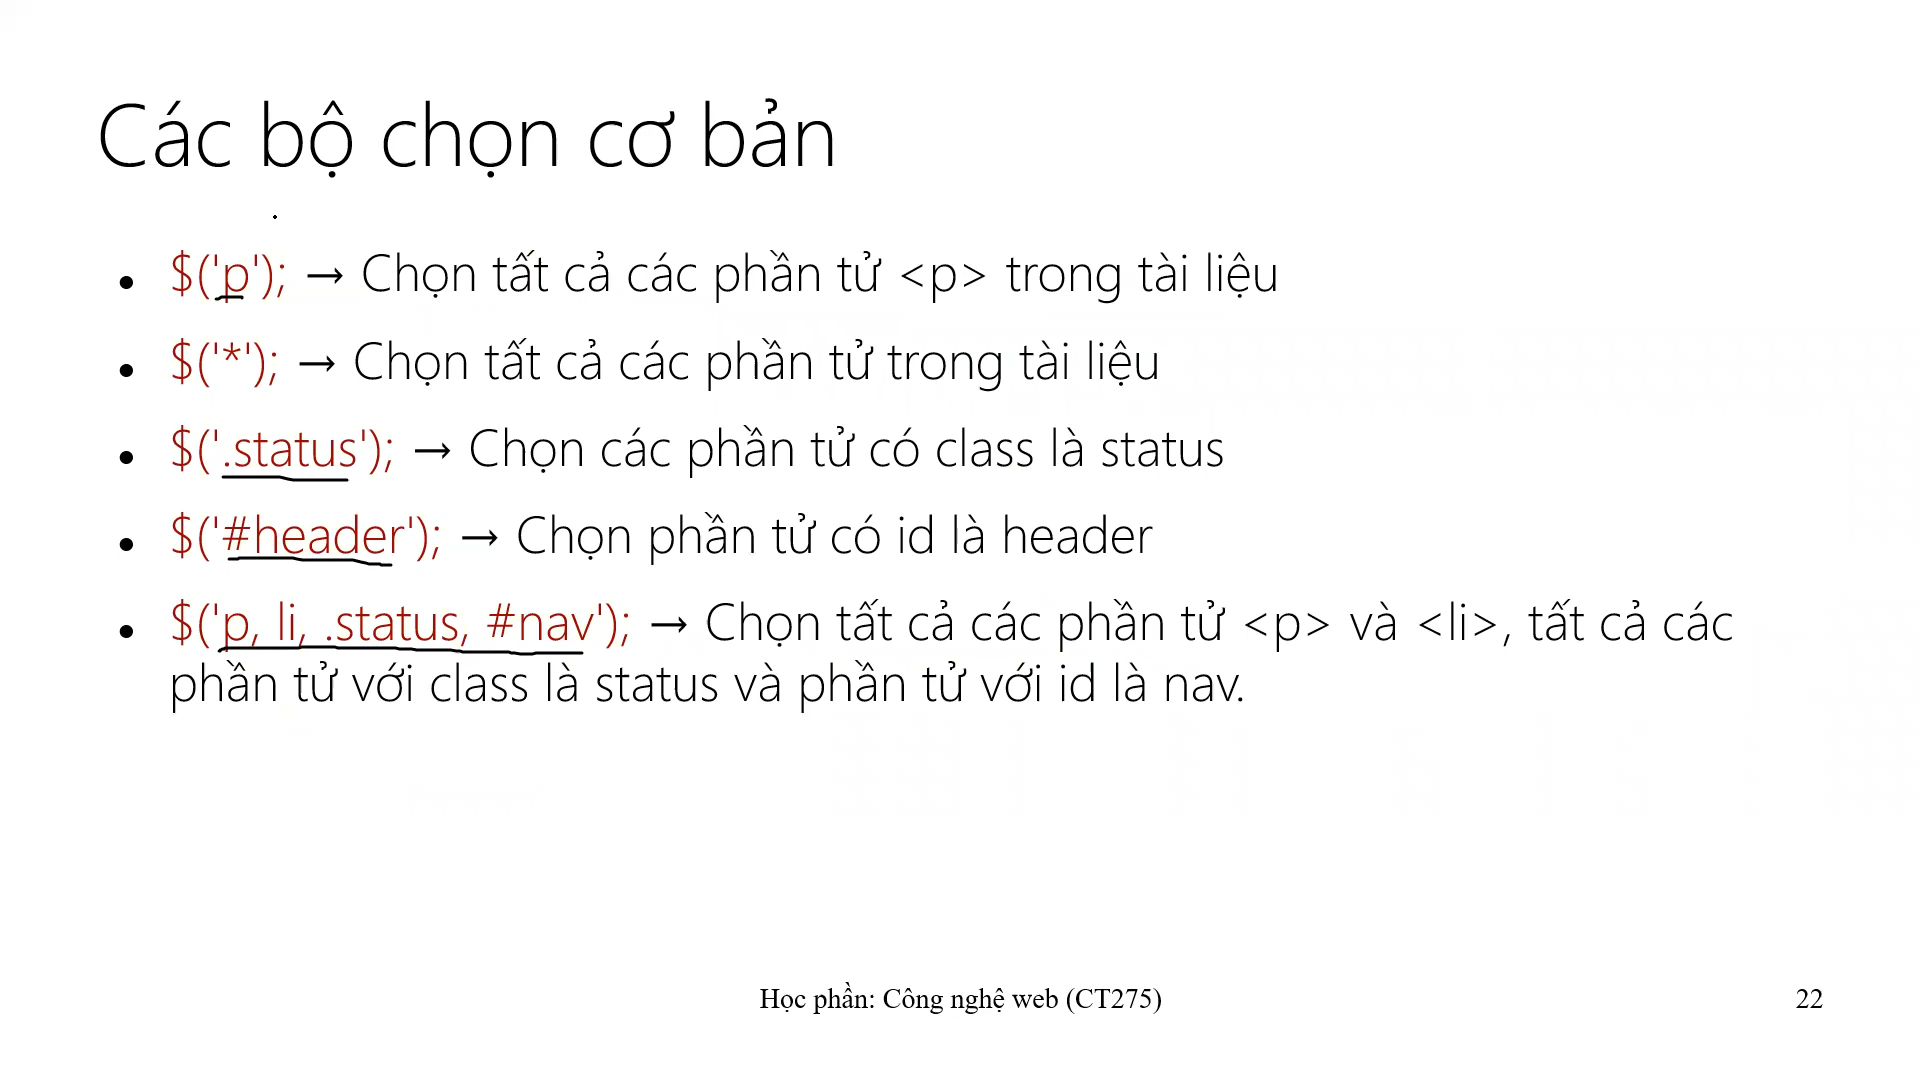 Các bộ chọn cơ bản
• $('p'); → Chọn tất cả các phần tử <p> trong tài liệu
• $('*'); → Chọn tất cả các phần tử trong tài liệu
• $('.status'); → Chọn các phần tử có class là status
• $('#header'); → Chọn phần tử có id là header
• $('p, li, .status, #nav'); → Chọn tất cả các phần tử <p> và <li>, tất cả các
phần tử với class là status và phần tử với id là nav.
Học phần: Công nghệ web (CT275)
22